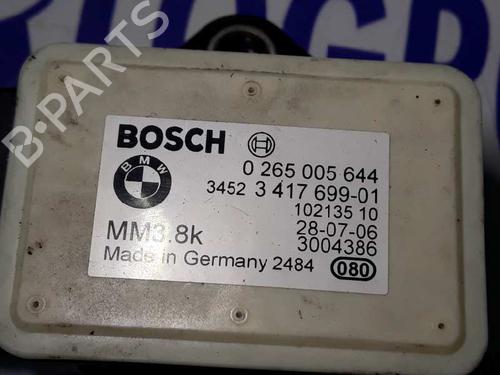 B-PARTS
BOSCH
BMW
0 265 005 644
3452 3 417 699-01
102135 10
28-07-06
3004386
MM3.8k
Made in Germany 2484
080